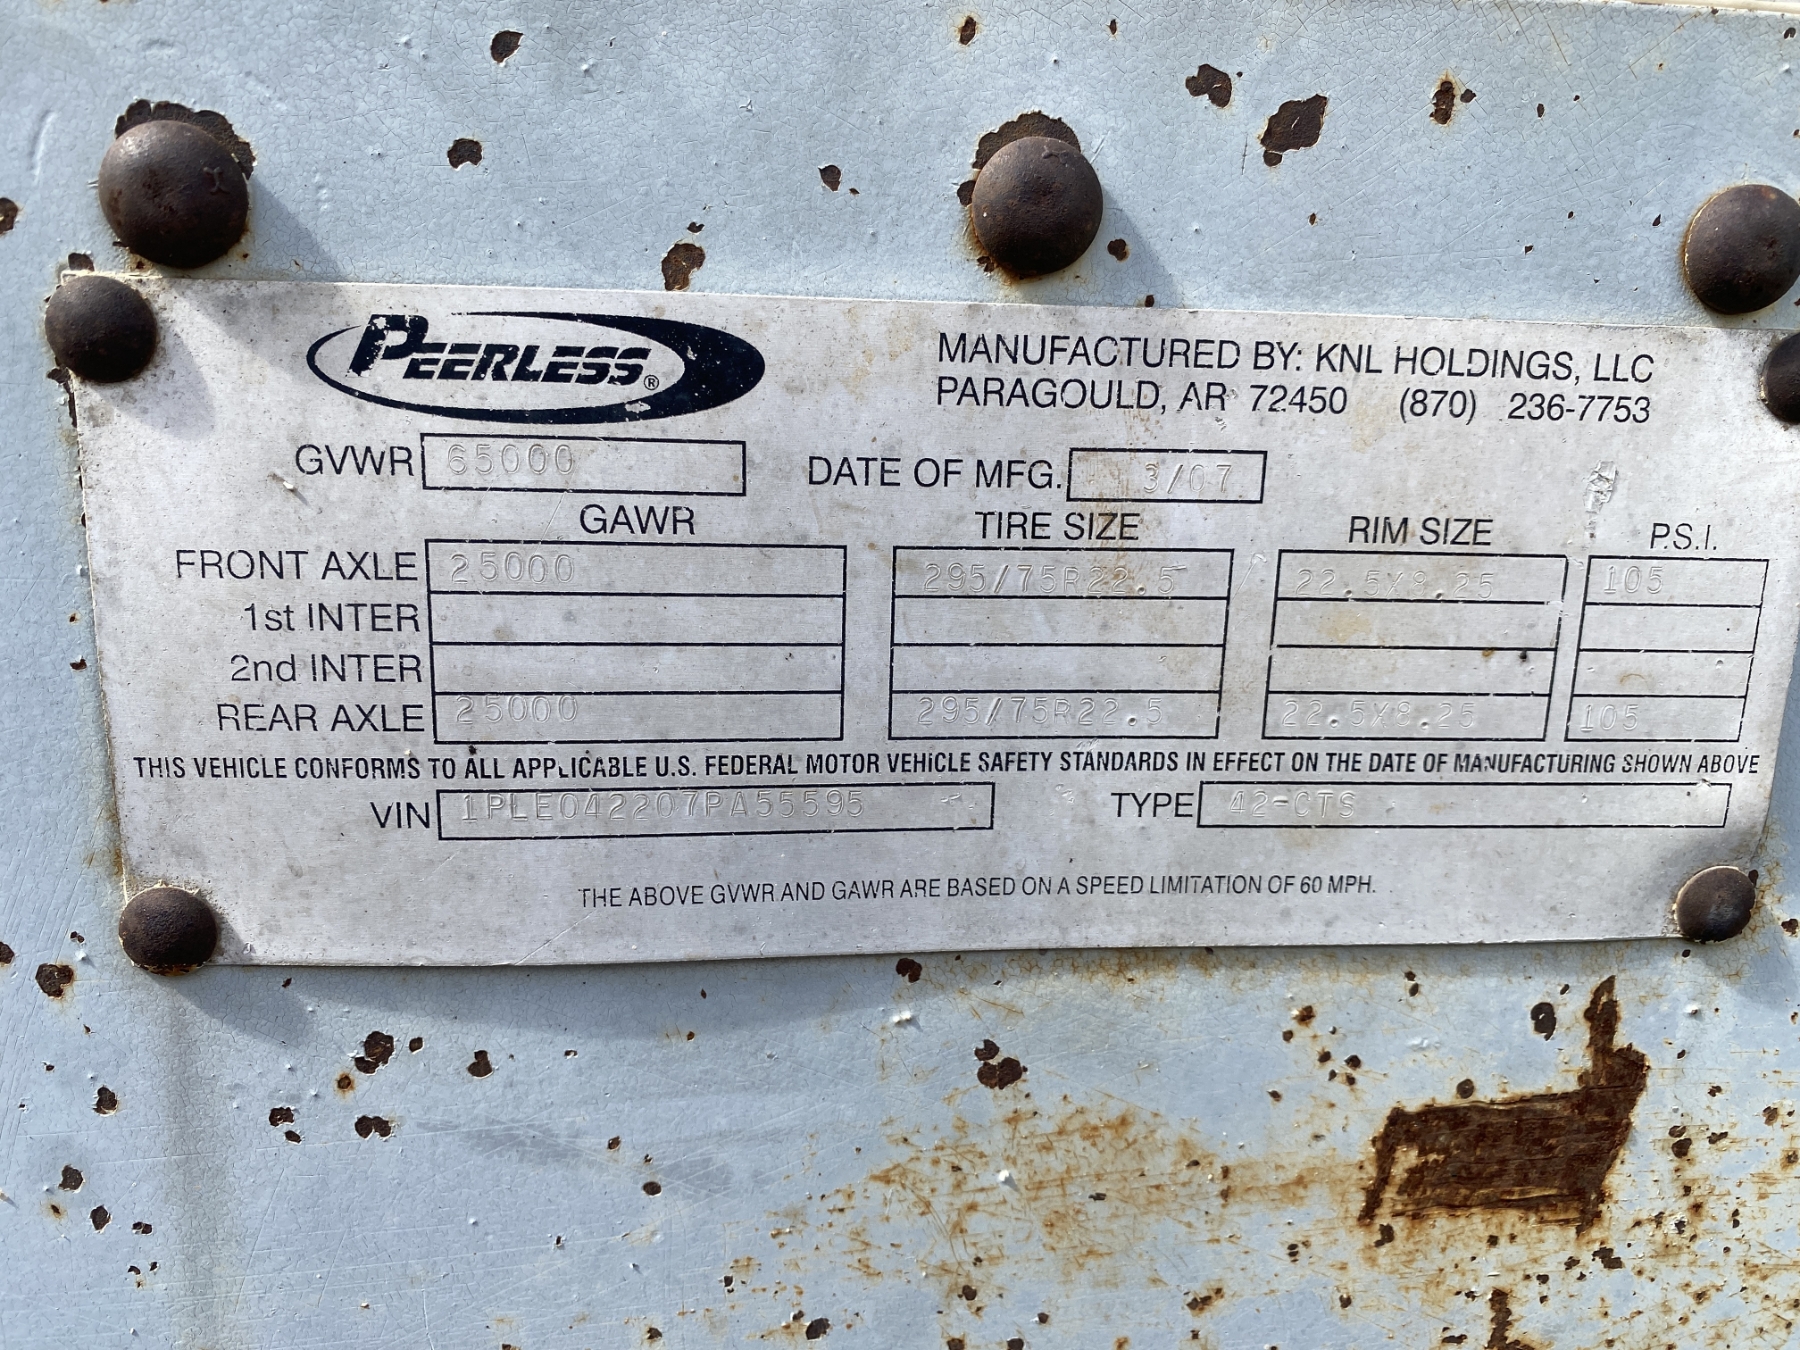 PEERLESS®
MANUFACTURED BY: KNL HOLDINGS, LLC
PARAGOULD, AR 72450 (870) 236-7753
GVWR 65000 DATE OF MFG. 3/07
GAWR TIRE SIZE RIM SIZE P.S.I.
FRONT AXLE 25000 295/75R22.5 22.5X8.25 105
1st INTER
2nd INTER
REAR AXLE 25000 295/75R22.5 22.5X8.25 105
THIS VEHICLE CONFORMS TO ALL APPLICABLE U.S. FEDERAL MOTOR VEHICLE SAFETY STANDARDS IN EFFECT ON THE DATE OF MANUFACTURING SHOWN ABOVE
VIN 1PLE042207PA55595 TYPE 42-CTS
THE ABOVE GVWR AND GAWR ARE BASED ON A SPEED LIMITATION OF 60 MPH.